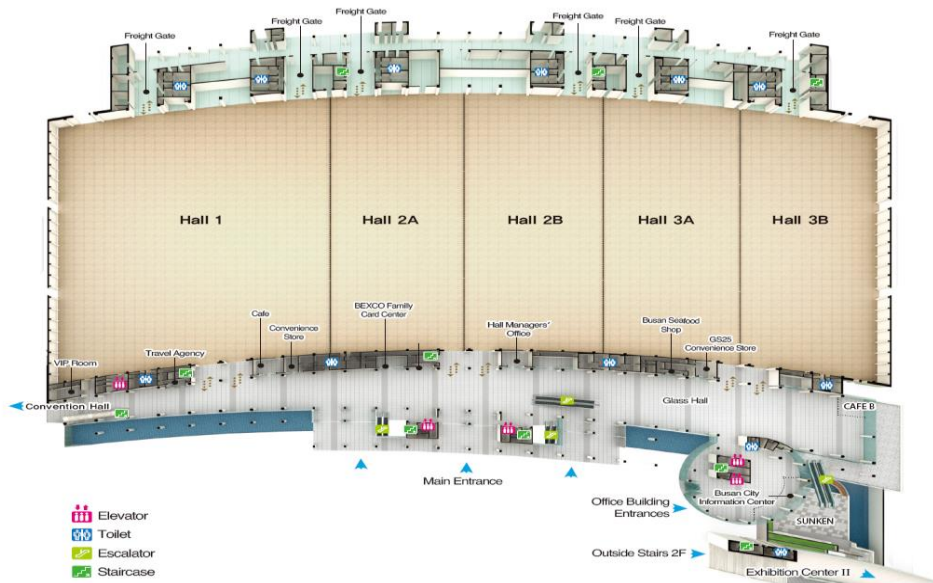 Freight Gate
Freight Gate
Freight Gate
Freight Gate
Freight Gate
Freight Gate
Hall 1
Hall 2A
Hall 2B
Hall 3A
Hall 3B
VIP Room
Travel Agency
Cafe
Convenience
Store
BEXCO Familly
Card Center
Hall Managers'
Office
Busan Seafood
Shop
GS25
Convenience Store
Convention Hall
Glass Hall
CAFE B
Main Entrance
Office Building
Entrances
Busan City
Information Center
SUNKEN
Outside Stairs 2F
Exhibition Center II
Elevator
Toilet
Escalator
Staircase